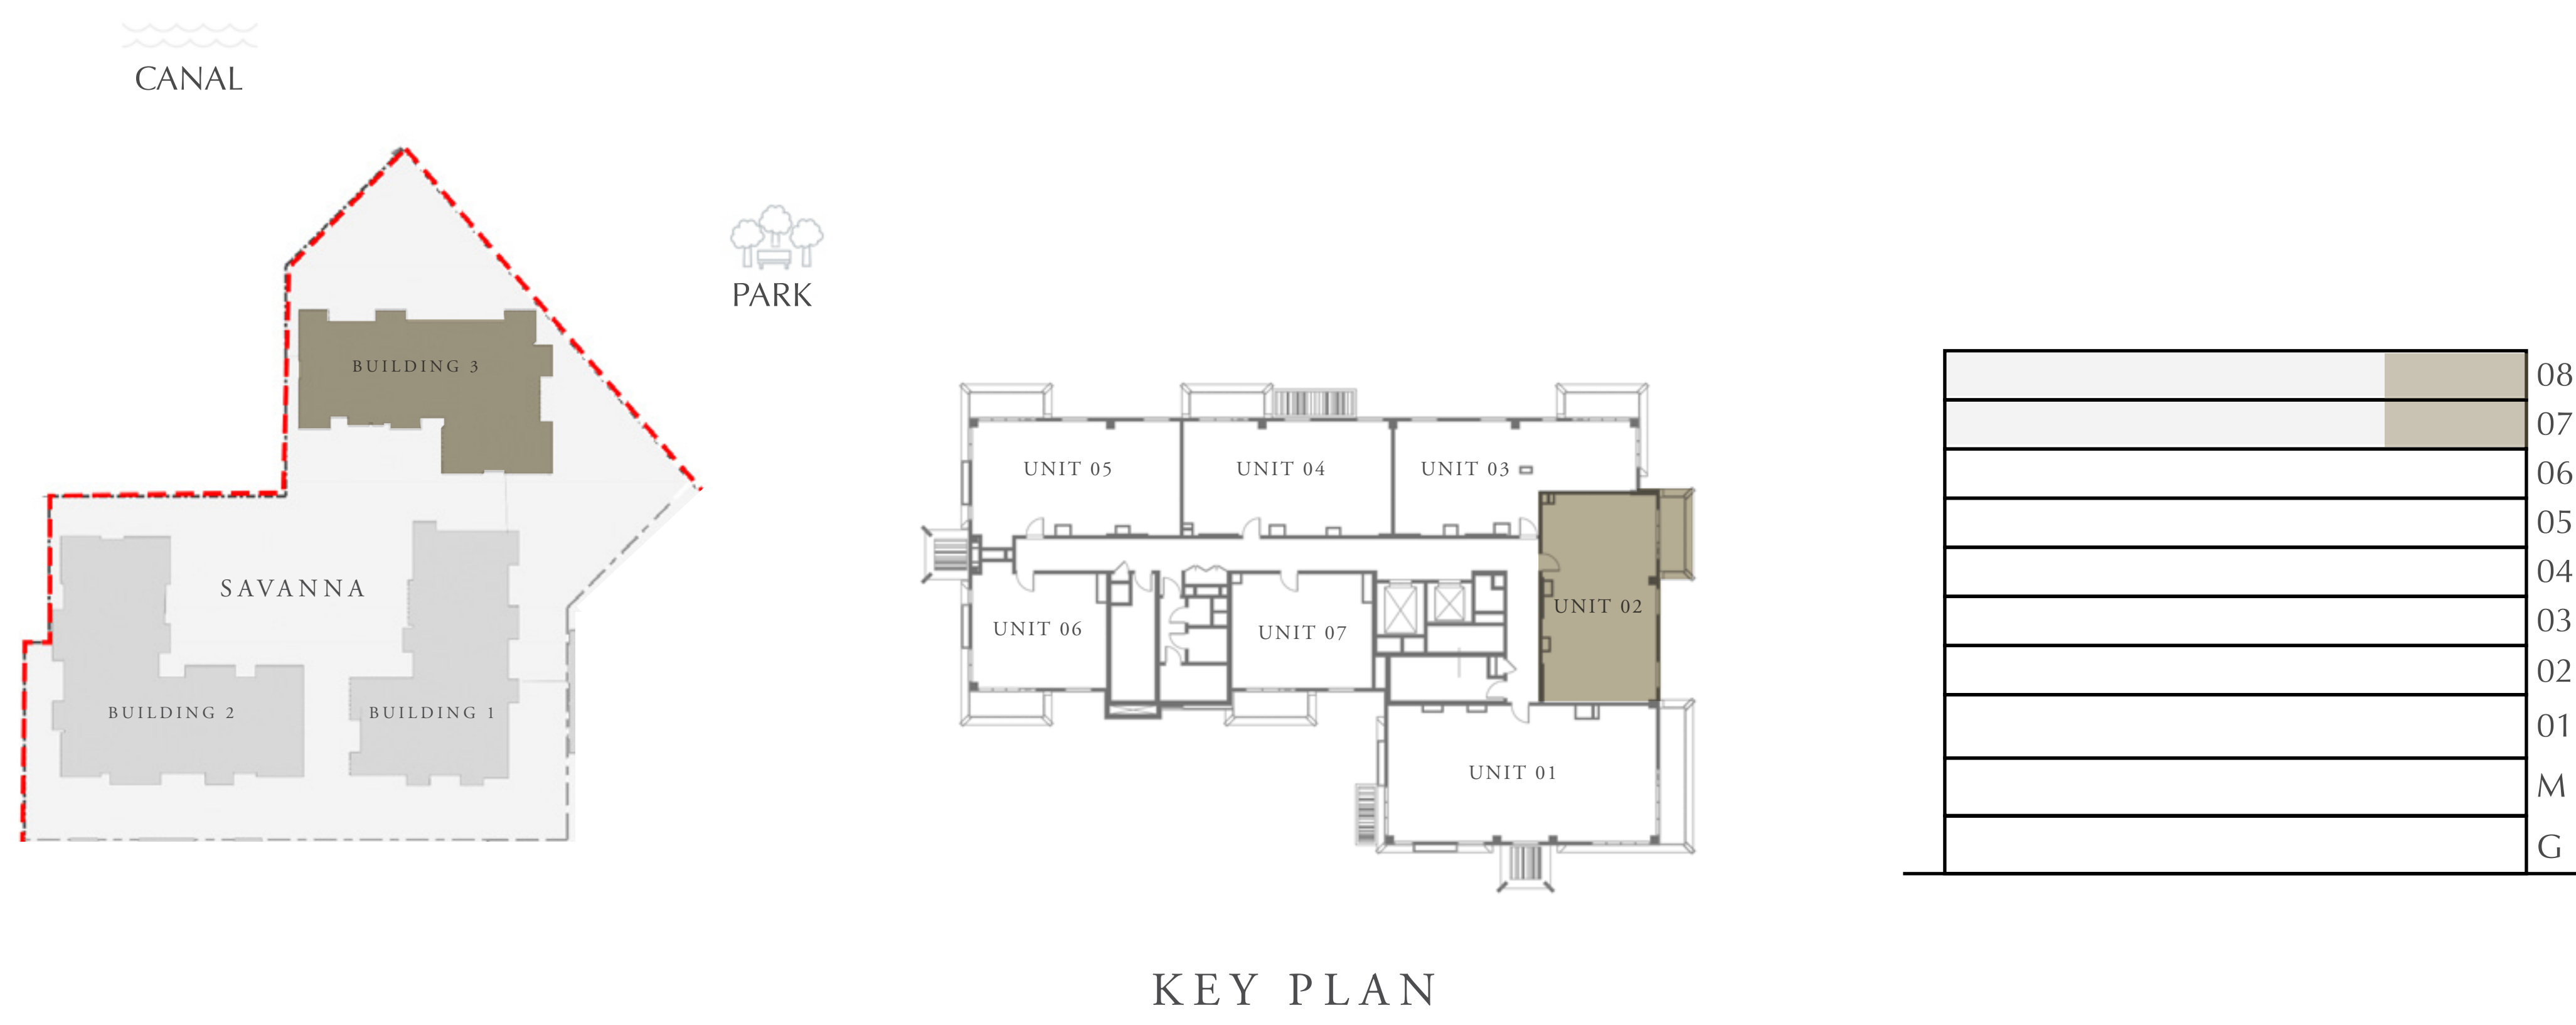 CANAL
PARK
BUILDING 3
SAVANNA
BUILDING 2
BUILDING 1
UNIT 05
UNIT 04
UNIT 03
UNIT 02
UNIT 06
UNIT 07
UNIT 01
08
07
06
05
04
03
02
01
M
G
KEY PLAN